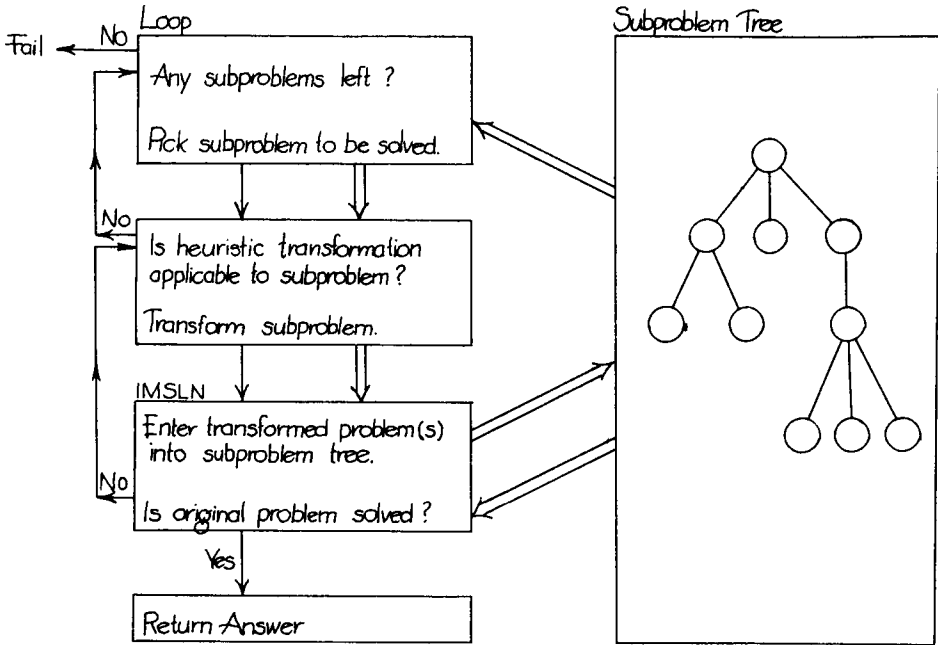 Loop
Subproblem Tree
Fail
No
Any subproblems left ?
Pick subproblem to be solved.
No
Is heuristic transformation
applicable to subproblem ?
Transform subproblem.
IMSLN
Enter transformed problem(s)
into subproblem tree.
No
Is original problem solved ?
Yes
Return Answer